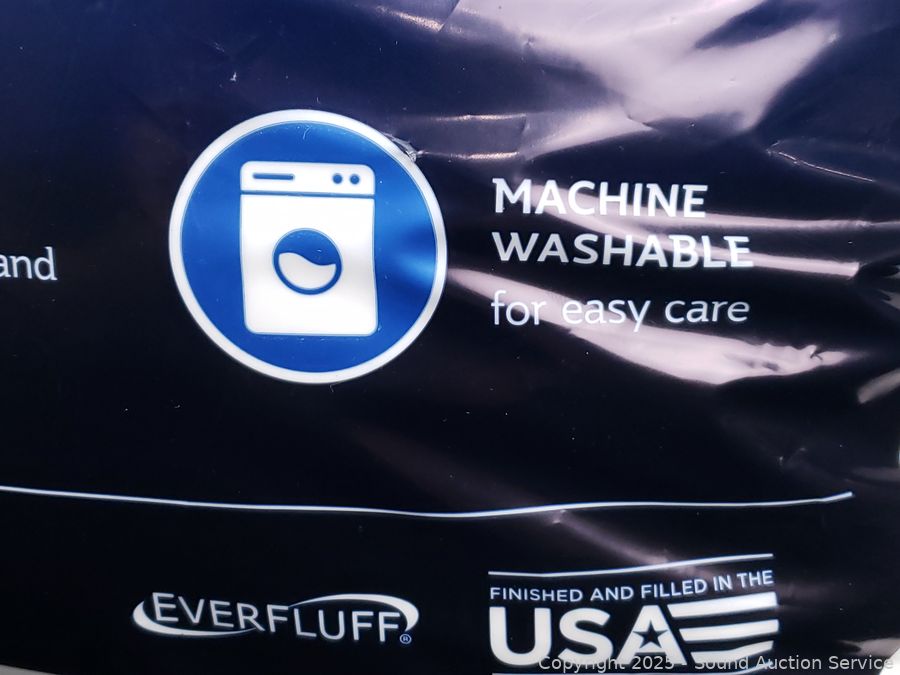 and
MACHINE
WASHABLE
for easy care
EVERFLUFF®
FINISHED AND FILLED IN THE
USA
Copyright 2025 - Sound Auction Service